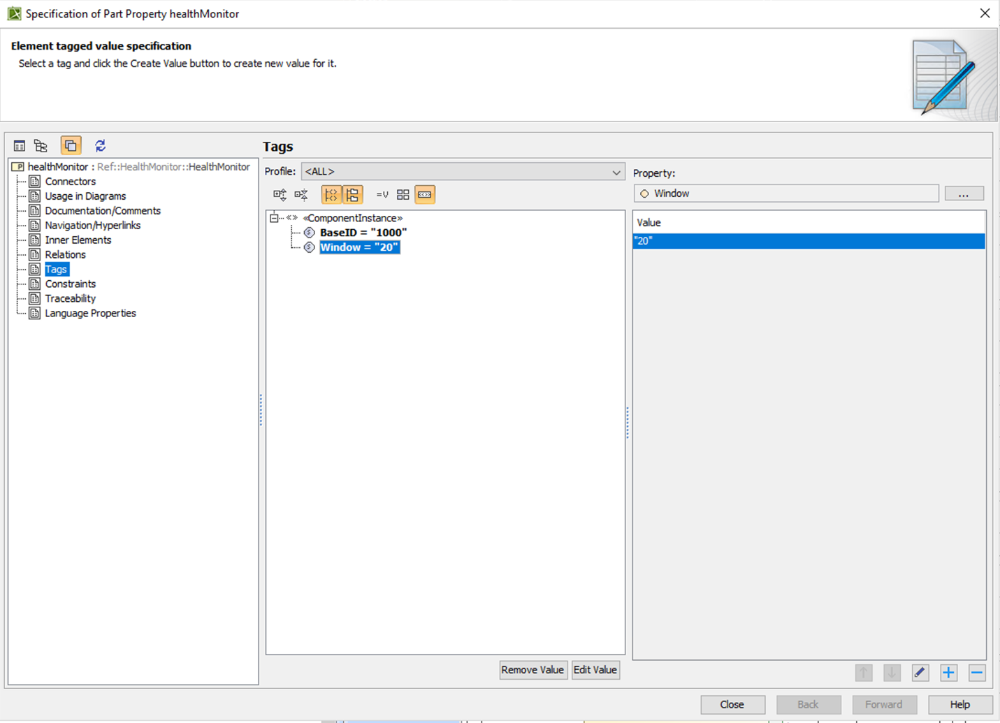 Specification of Part Property healthMonitor
Element tagged value specification
Select a tag and click the Create Value button to create new value for it.
healthMonitor : Ref::HealthMonitor::HealthMonitor
Connectors
Usage in Diagrams
Documentation/Comments
Navigation/Hyperlinks
Inner Elements
Relations
Tags
Constraints
Traceability
Language Properties
Tags
Profile: <ALL>
«ComponentInstance»
BaseID = "1000"
Window = "20"
Remove Value
Edit Value
Property:
Window
...
Value
"20"
Close
Back
Forward
Help